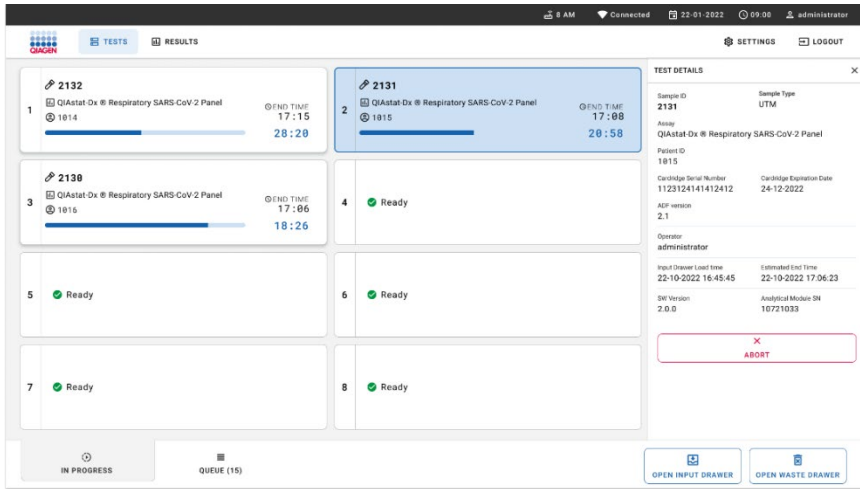 8 AM Connected 22-01-2022 09:00 administrator
QIAGEN TESTS RESULTS SETTINGS LOGOUT
1
2132
QIAstat-Dx ® Respiratory SARS-CoV-2 Panel
1014
END TIME
17:15
28:20
2
2131
QIAstat-Dx ® Respiratory SARS-CoV-2 Panel
1015
END TIME
17:08
20:58
3
2130
QIAstat-Dx ® Respiratory SARS-CoV-2 Panel
1016
END TIME
17:06
18:26
4 Ready
5 Ready
6 Ready
7 Ready
8 Ready
TEST DETAILS
Sample ID Sample Type
2131 UTM
Assay
QIAstat-Dx ® Respiratory SARS-CoV-2 Panel
Patient ID
1015
Cardridge Serial Number Cardridge Expiration Date
1123124141412412 24-12-2022
ADF version
2.1
Operator
administrator
Input Drawer Load time Estimated End Time
22-10-2022 16:45:45 22-10-2022 17:06:23
SW Version Analytical Module SN
2.0.0 10721033
ABORT
IN PROGRESS QUEUE (15) OPEN INPUT DRAWER OPEN WASTE DRAWER